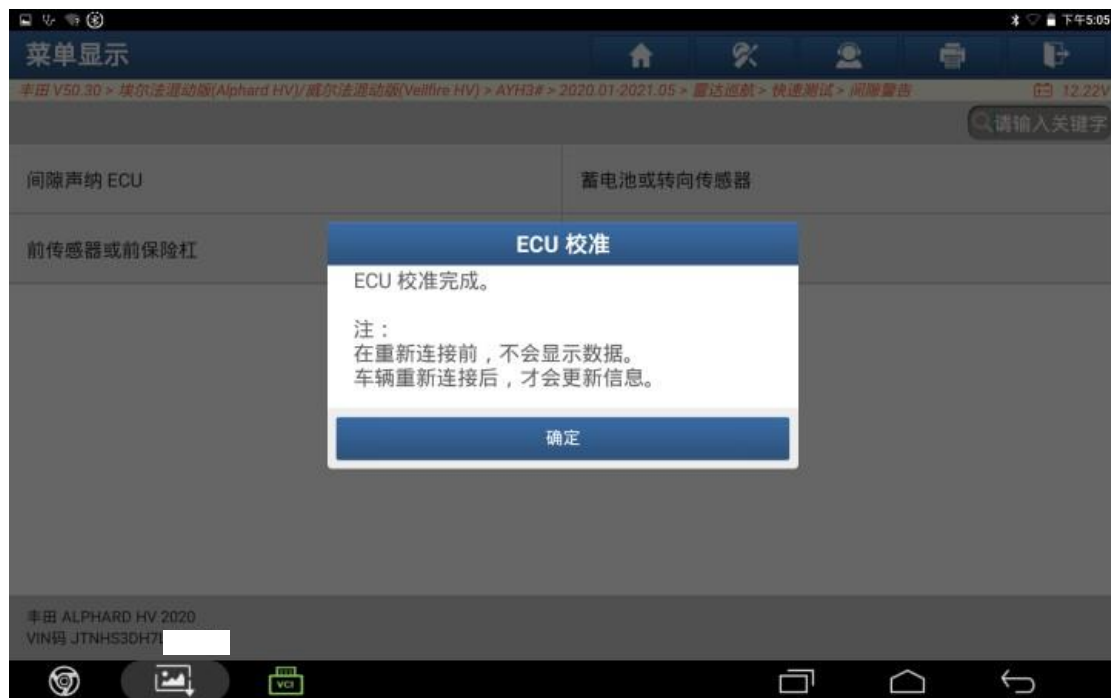 下午5:05
菜单显示
丰田 V50.30 > 埃尔法混动版(Alphard HV)/威尔法混动版(Vellfire HV) > AYH3# > 2020.01-2021.05 > 雷达巡航 > 快速测试 > 间隙警告
12.22V
请输入关键字
间隙声纳 ECU
蓄电池或转向传感器
前传感器或前保险杠
ECU 校准
ECU 校准完成。
注：
在重新连接前，不会显示数据。
车辆重新连接后，才会更新信息。
确定
丰田 ALPHARD HV 2020
VIN码 JTNHS3DH7
VCI